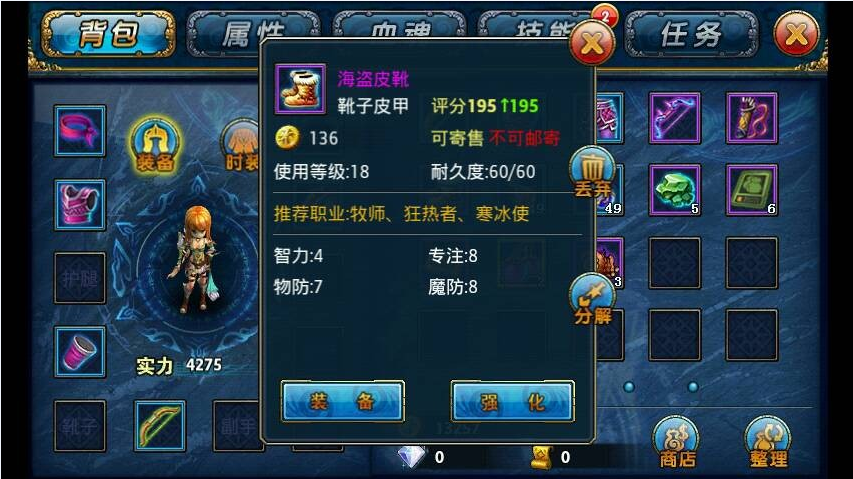 背包
属性
血魂
技能
2
任务
海盗皮靴
靴子皮甲
评分195↑195
136
可寄售 不可邮寄
使用等级:18
耐久度:60/60
推荐职业:牧师、狂热者、寒冰使
智力:4
专注:8
物防:7
魔防:8
装备
强化
装备
时装
丢弃
49
5
6
护腿
3
分解
实力 4275
靴子
副手
13257
0
0
商店
整理